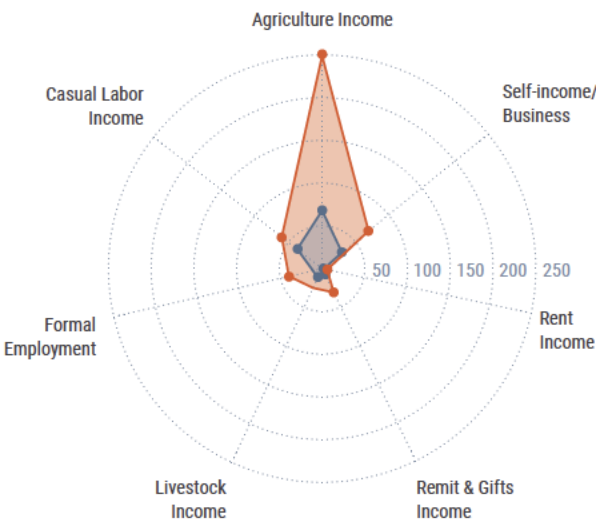 Agriculture Income
Casual Labor
Income
Self-income/
Business
50 100 150 200 250
Formal
Employment
Rent
Income
Livestock
Income
Remit & Gifts
Income